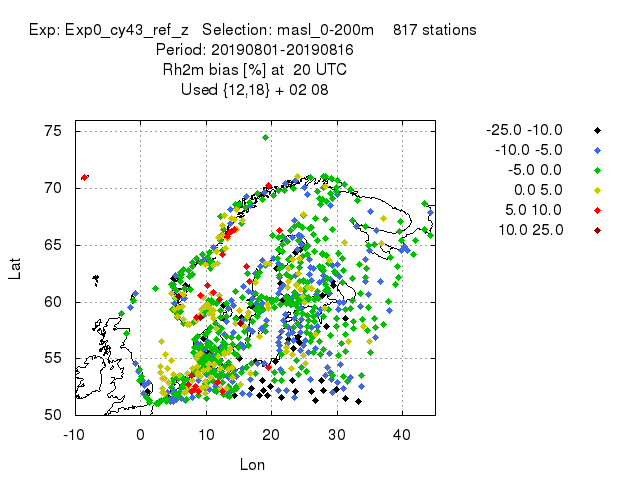 Exp: Exp0_cy43_ref_z   Selection: masl_0-200m    817 stations
Period: 20190801-20190816
Rh2m bias [%] at  20 UTC
Used {12,18} + 02 08
-25.0 -10.0
-10.0 -5.0
-5.0 0.0
0.0 5.0
5.0 10.0
10.0 25.0
75
70
65
60
55
50
Lat
-10 0 10 20 30 40
Lon